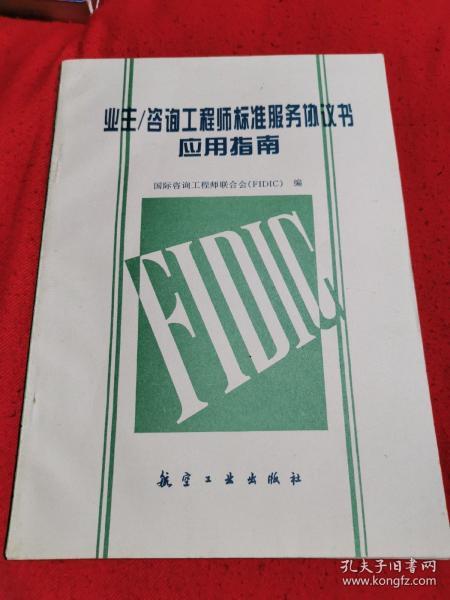 业主/咨询工程师标准服务协议书
应用指南
国际咨询工程师联合会(FIDIC) 编
FIDIC
航空工业出版社
孔夫子旧书网
www.kongfz.com